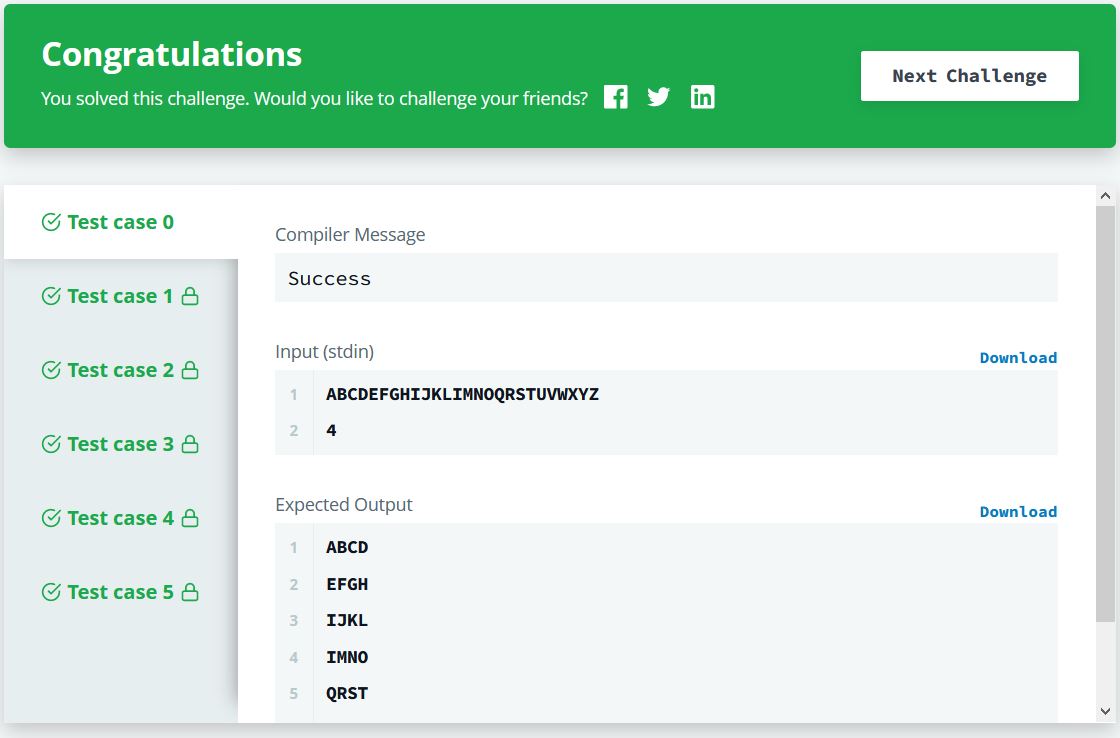 Congratulations
You solved this challenge. Would you like to challenge your friends?
Next Challenge
Test case 0
Test case 1
Test case 2
Test case 3
Test case 4
Test case 5
Compiler Message
Success
Input (stdin)
Download
1 ABCDEFGHIJKLIMNOQRSTUVWXYZ
2 4
Expected Output
Download
1 ABCD
2 EFGH
3 IJKL
4 IMNO
5 QRST